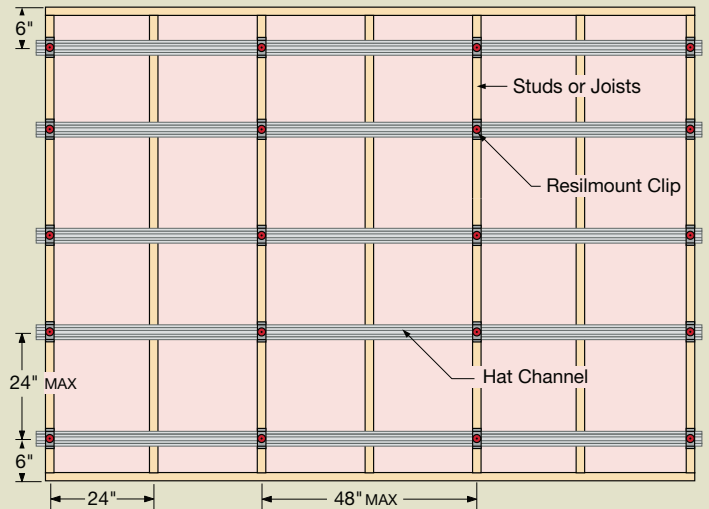 6"
Studs or Joists
Resilmount Clip
Hat Channel
24" MAX
6"
24"
48" MAX